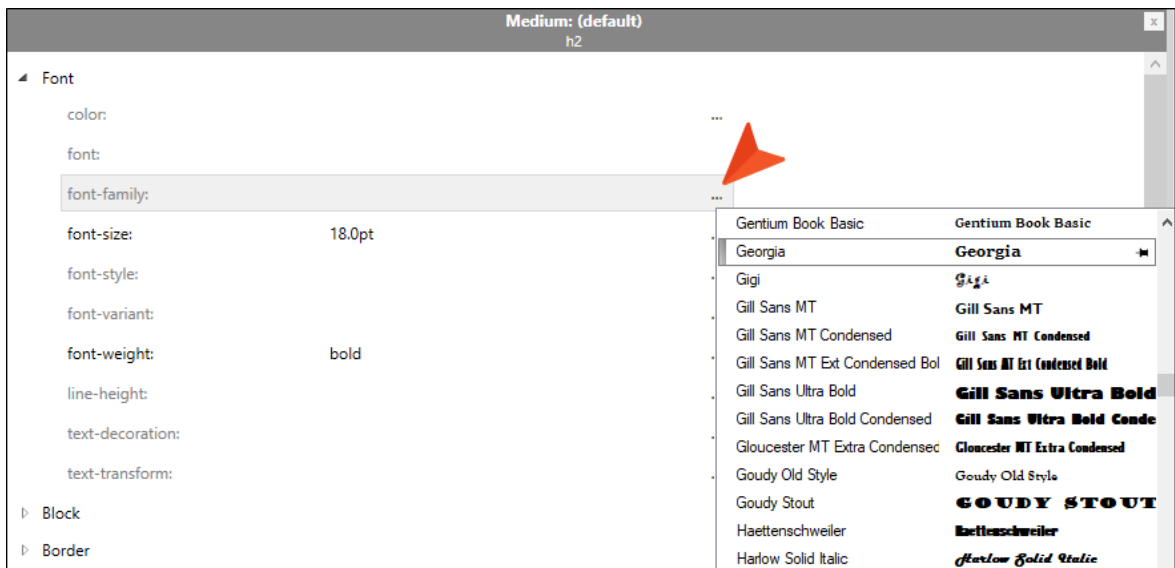 Medium: (default)
h2
x
Font
color: ...
font:
font-family: ...
font-size: 18.0pt
font-style:
font-variant:
font-weight: bold
line-height:
text-decoration:
text-transform:
Block
Border
Gentium Book Basic Gentium Book Basic
Georgia Georgia
Gigi Gigi
Gill Sans MT Gill Sans MT
Gill Sans MT Condensed Gill Sans MT Condensed
Gill Sans MT Ext Condensed Bol Gill Sans MT Ext Condensed Bold
Gill Sans Ultra Bold Gill Sans Ultra Bold
Gill Sans Ultra Bold Condensed Gill Sans Ultra Bold Conde
Gloucester MT Extra Condensed Gloucester MT Extra Condensed
Goudy Old Style Goudy Old Style
Goudy Stout GOUDY STOUT
Haettenschweiler Haettenschweiler
Harlow Solid Italic Harlow Solid Italic